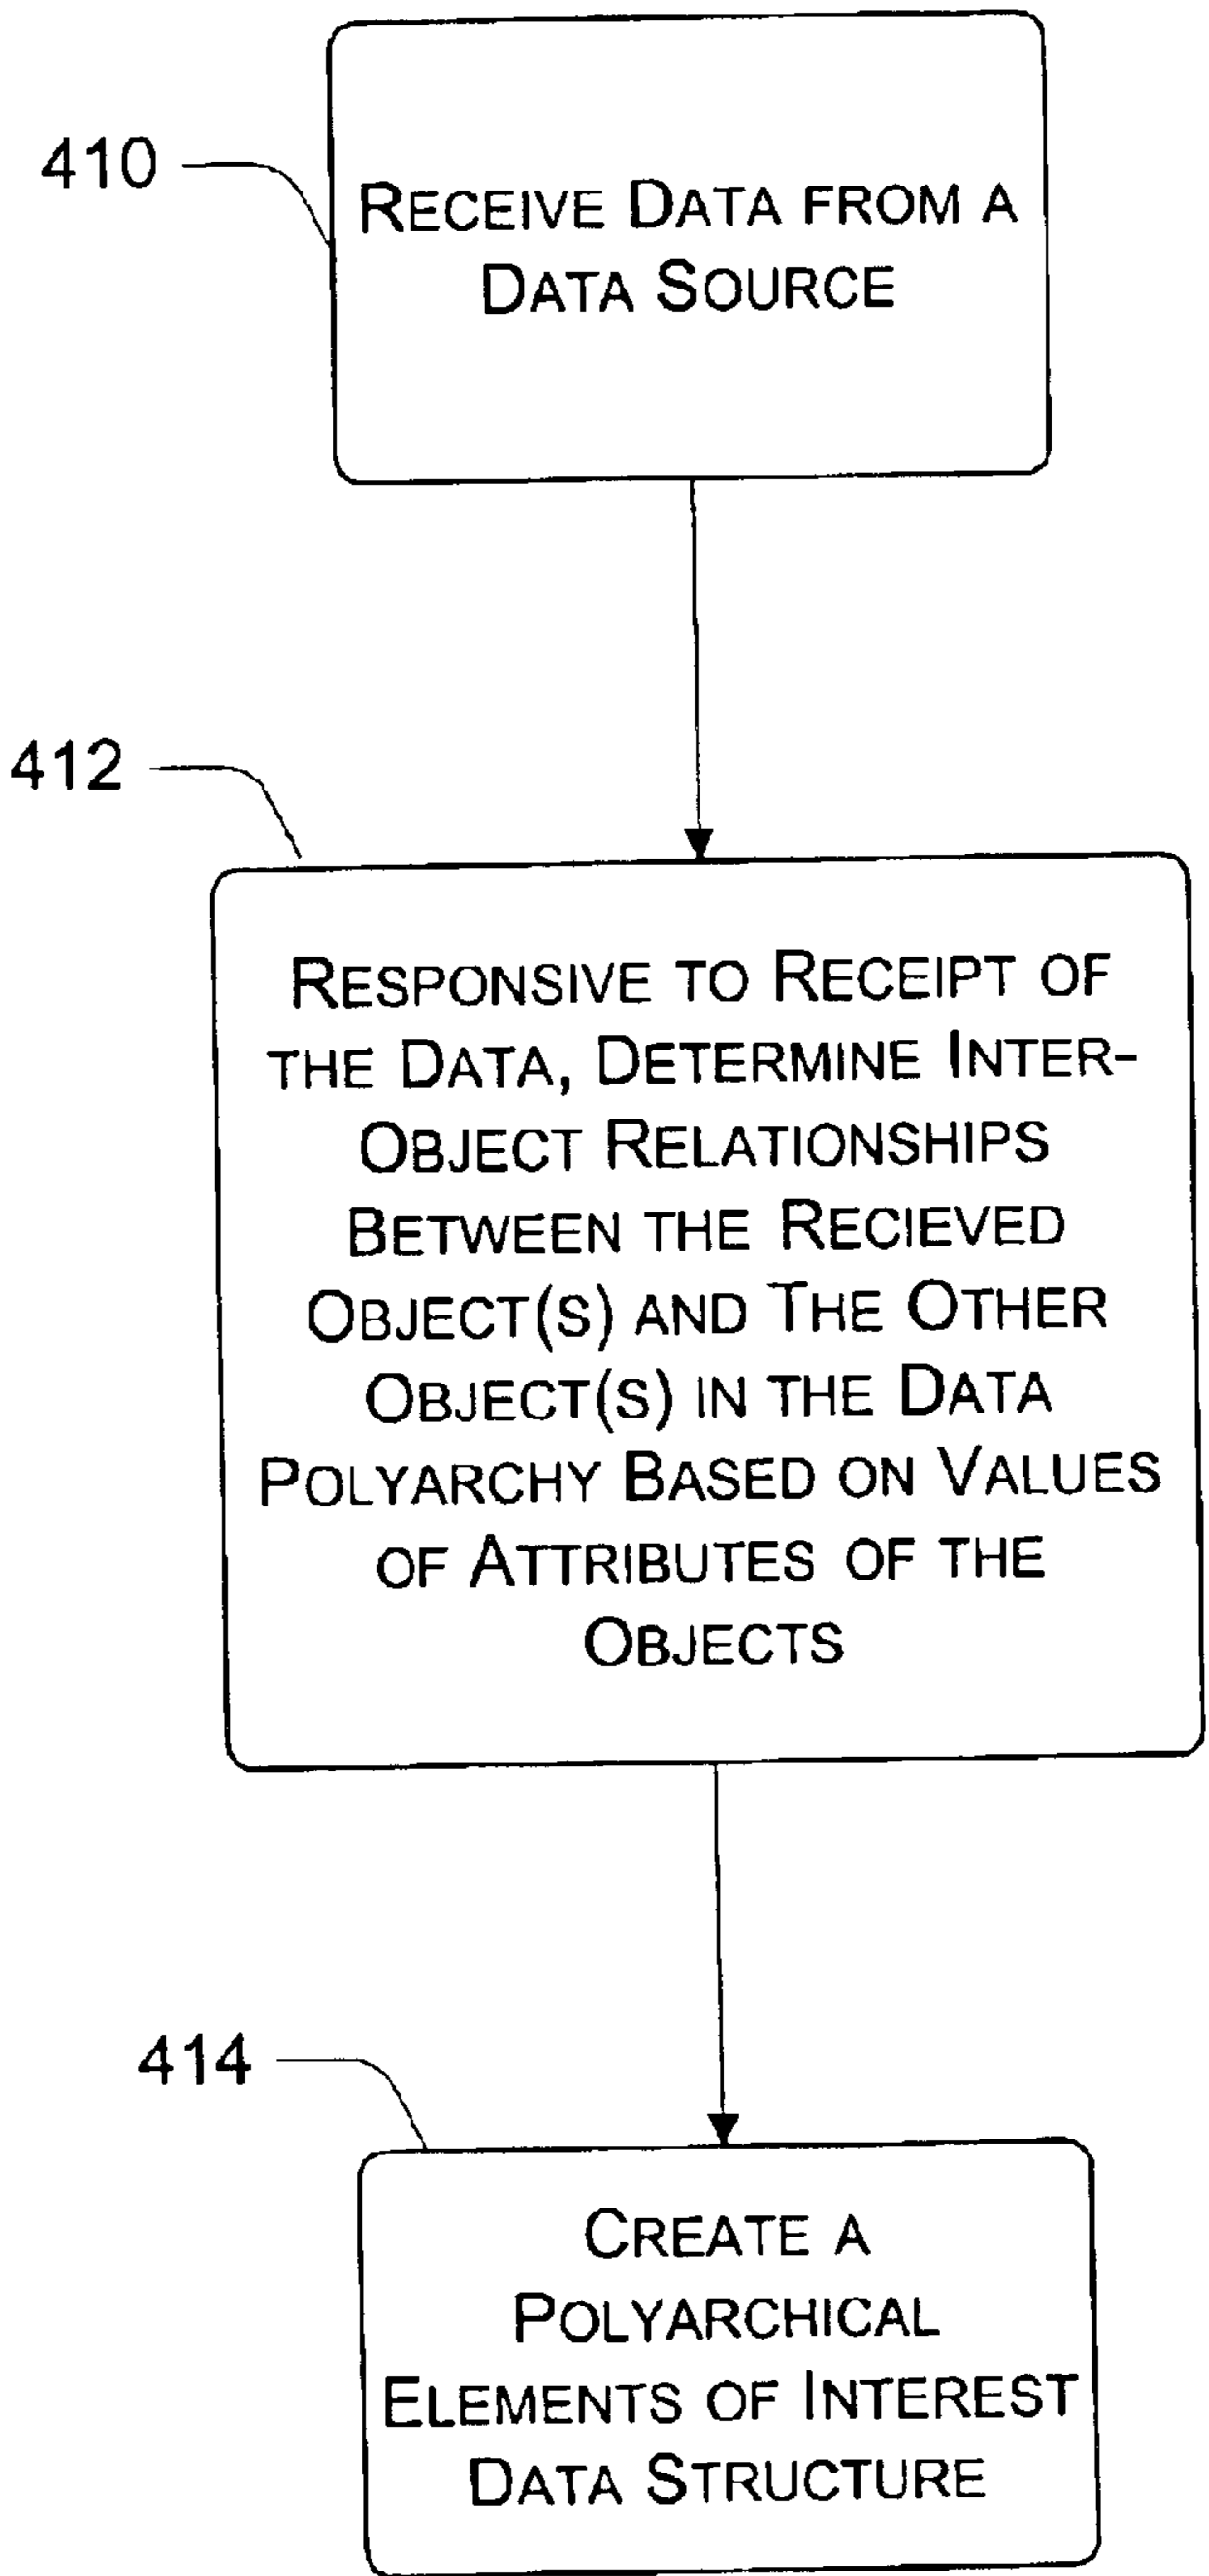 410
RECEIVE DATA FROM A
DATA SOURCE
412
RESPONSIVE TO RECEIPT OF
THE DATA, DETERMINE INTER-
OBJECT RELATIONSHIPS
BETWEEN THE RECIEVED
OBJECT(S) AND THE OTHER
OBJECT(S) IN THE DATA
POLYARCHY BASED ON VALUES
OF ATTRIBUTES OF THE
OBJECTS
414
CREATE A
POLYARCHICAL
ELEMENTS OF INTEREST
DATA STRUCTURE